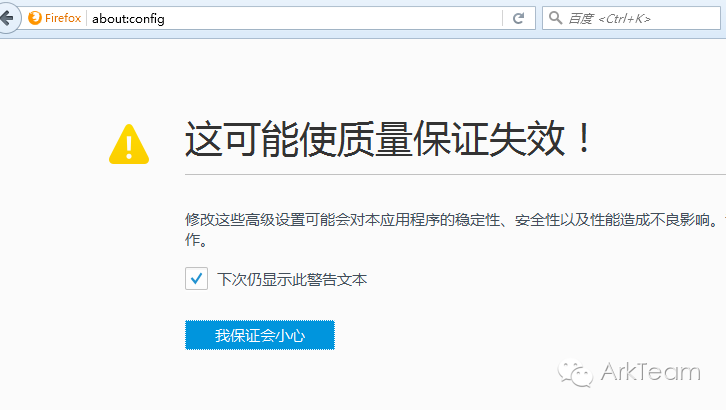 Firefox about:config 百度 <Ctrl+K>
这可能使质量保证失效！
修改这些高级设置可能会对本应用程序的稳定性、安全性以及性能造成不良影响。
作。
下次仍显示此警告文本
我保证会小心
ArkTeam